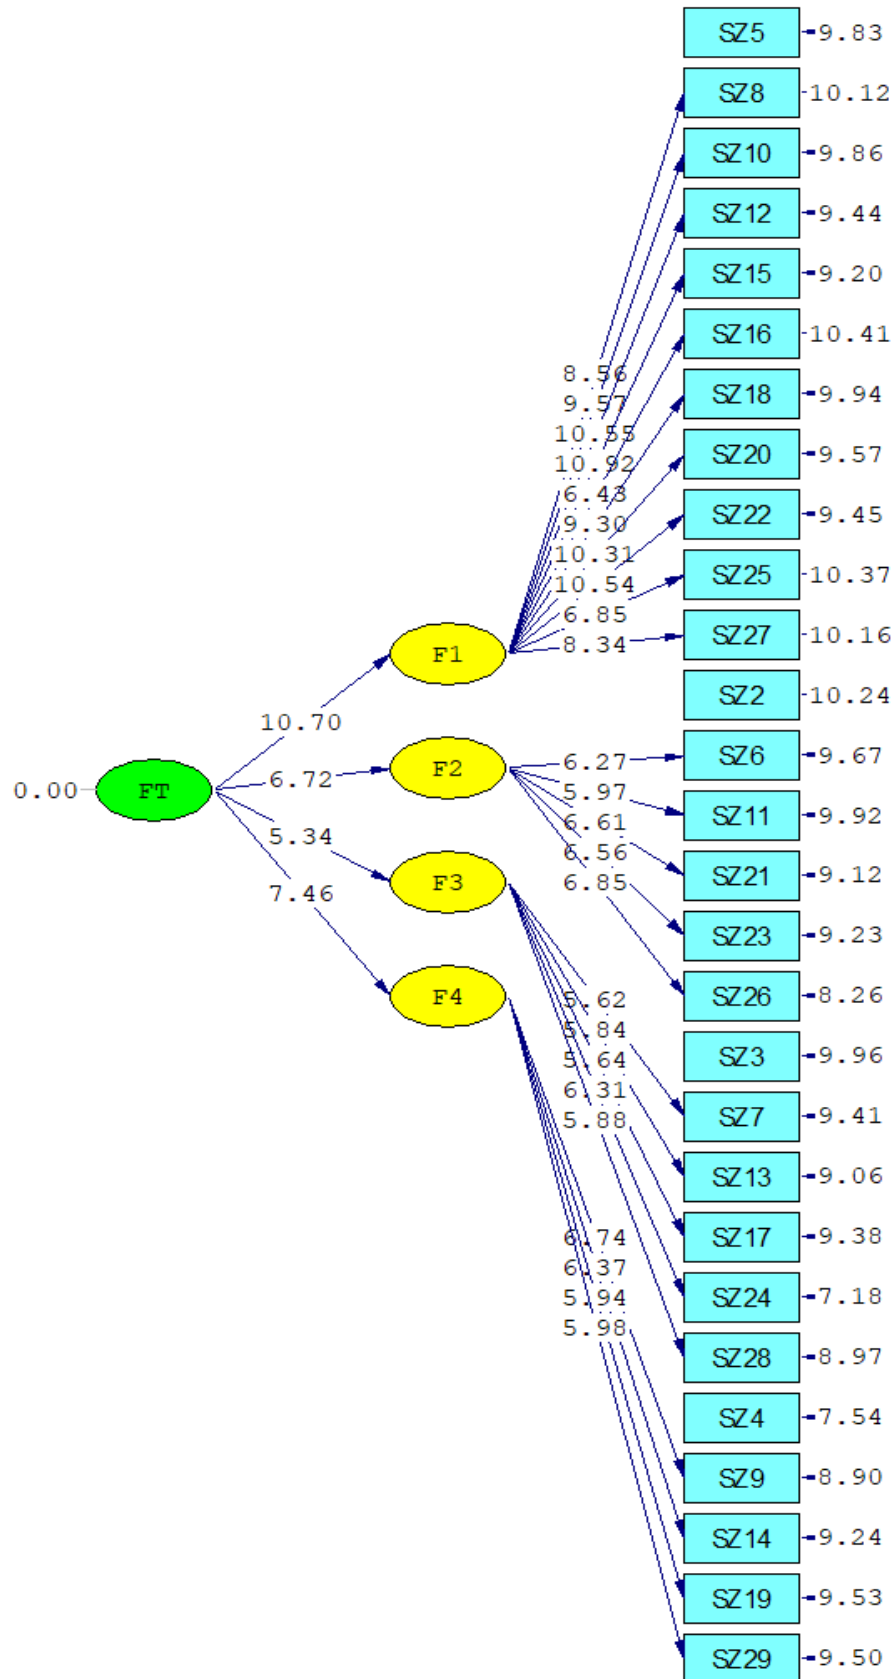 SZ5 9.83
SZ8 10.12
SZ10 9.86
SZ12 9.44
SZ15 9.20
SZ16 10.41
8.56
SZ18 9.94
9.57
10.55
SZ20 9.57
10.92
6.43
SZ22 9.45
9.30
10.31
SZ25 10.37
10.54
6.85
SZ27 10.16
8.34
F1
SZ2 10.24
10.70
SZ6 9.67
6.27
F2
6.72
0.00 FT
5.97
SZ11 9.92
6.61
5.34
6.56
SZ21 9.12
F3
6.85
7.46
SZ23 9.23
F4
SZ26 8.26
5.62
5.84
SZ3 9.96
5.64
6.31
SZ7 9.41
5.88
SZ13 9.06
SZ17 9.38
6.74
6.37
SZ24 7.18
5.94
5.98
SZ28 8.97
SZ4 7.54
SZ9 8.90
SZ14 9.24
SZ19 9.53
SZ29 9.50